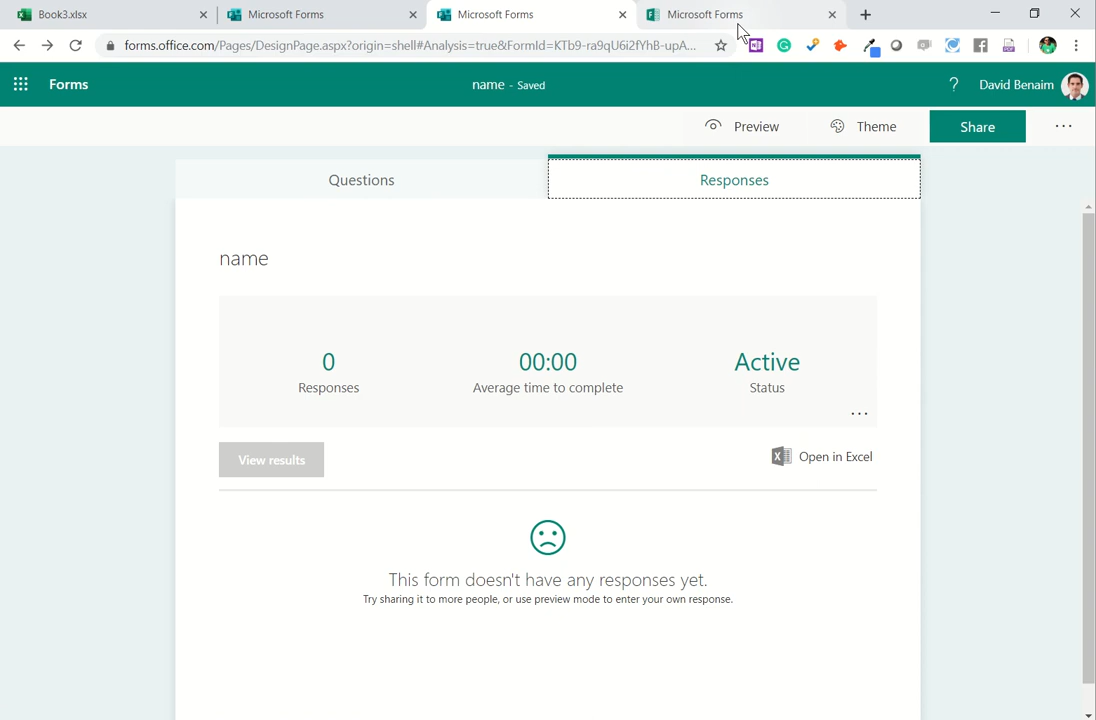 Book3.xlsx
Microsoft Forms
Microsoft Forms
Microsoft Forms
forms.office.com/Pages/DesignPage.aspx?origin=shell#Analysis=true&FormId=KTb9-ra9qU6i2fYhB-upA...
Forms
name - Saved
?
David Benaim
Preview
Theme
Share
...
Questions
Responses
name
0
Responses
00:00
Average time to complete
Active
Status
...
View results
Open in Excel
This form doesn't have any responses yet.
Try sharing it to more people, or use preview mode to enter your own response.